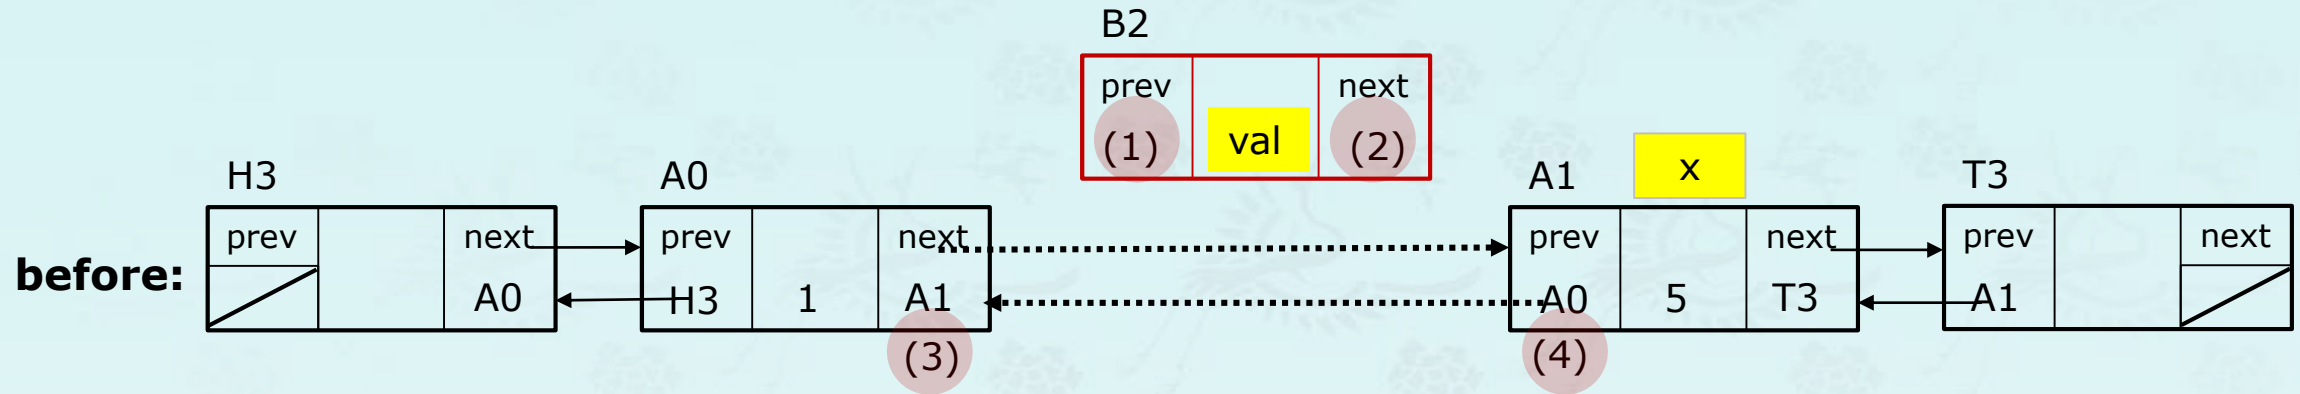 B2
prev next
(1) val (2)
H3 A0 A1 x T3
prev next prev next prev next prev next
before:
A0 H3 1 A1 A0 5 T3 A1
(3) (4)